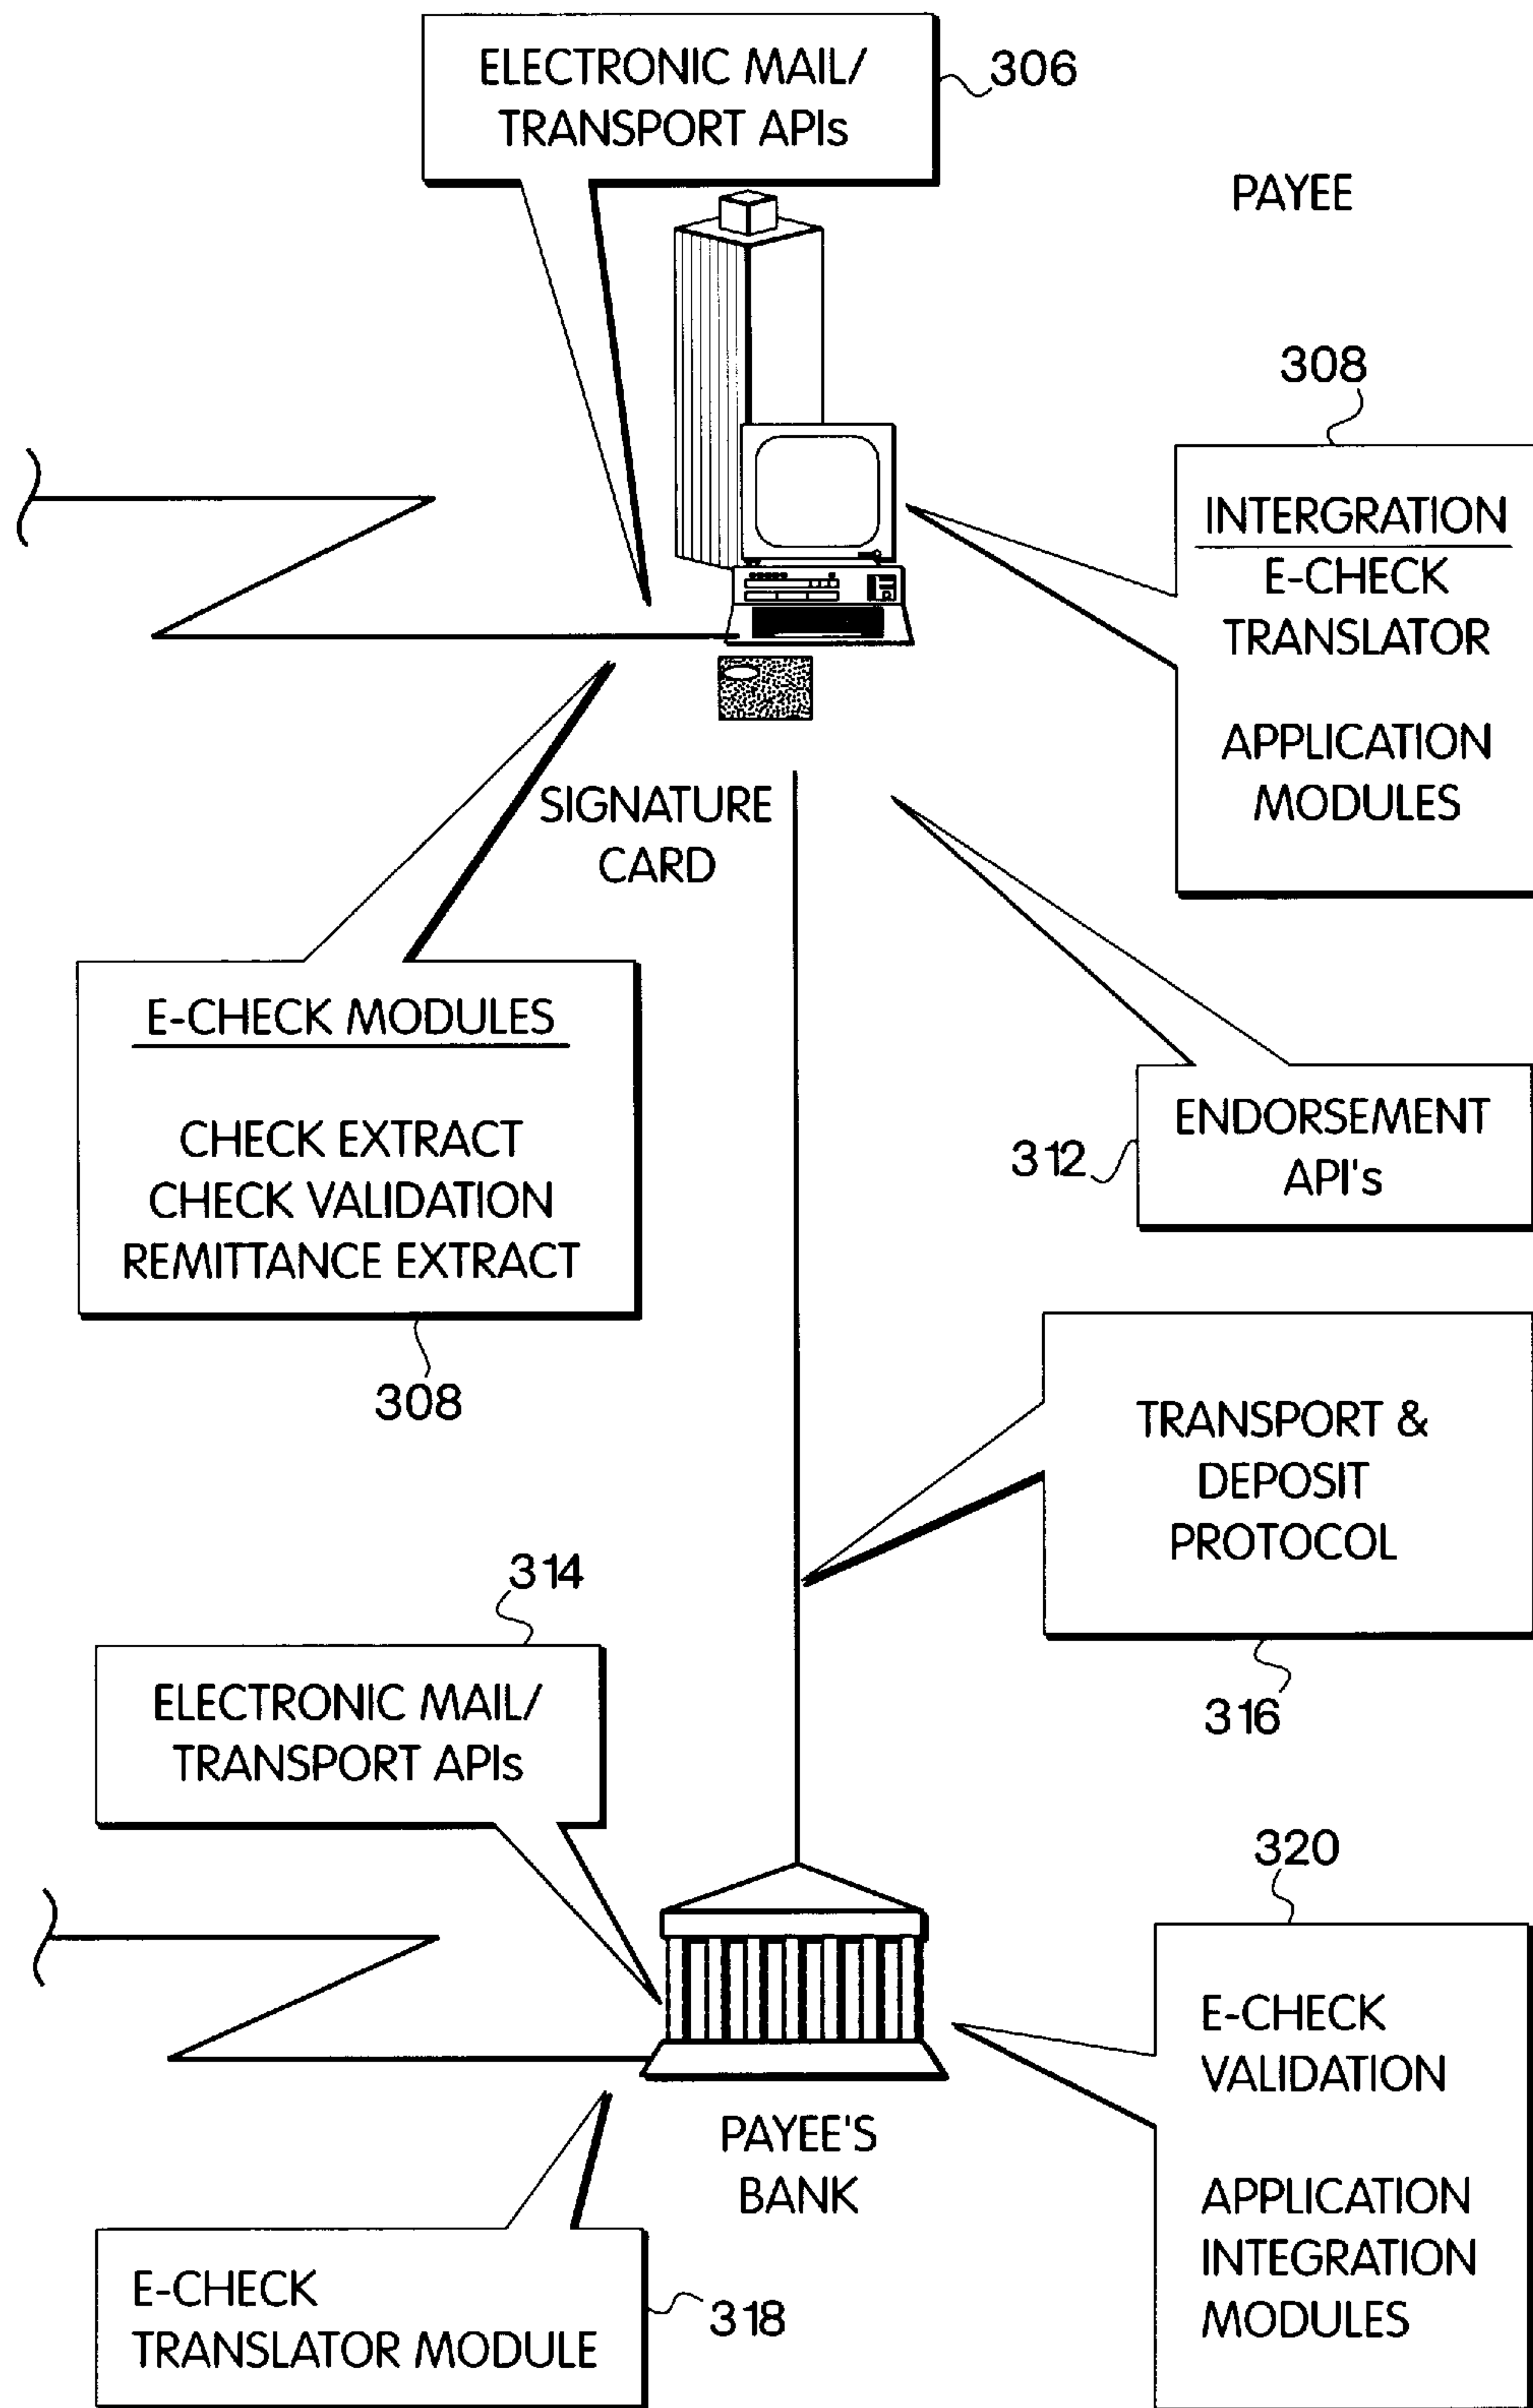 ELECTRONIC MAIL/
TRANSPORT APIs
306
PAYEE
308
INTERGRATION
E-CHECK
TRANSLATOR
APPLICATION
MODULES
SIGNATURE
CARD
E-CHECK MODULES
CHECK EXTRACT
CHECK VALIDATION
REMITTANCE EXTRACT
308
ENDORSEMENT
API's
312
TRANSPORT &
DEPOSIT
PROTOCOL
316
314
ELECTRONIC MAIL/
TRANSPORT APIs
320
E-CHECK
VALIDATION
APPLICATION
INTEGRATION
MODULES
PAYEE'S
BANK
E-CHECK
TRANSLATOR MODULE
318